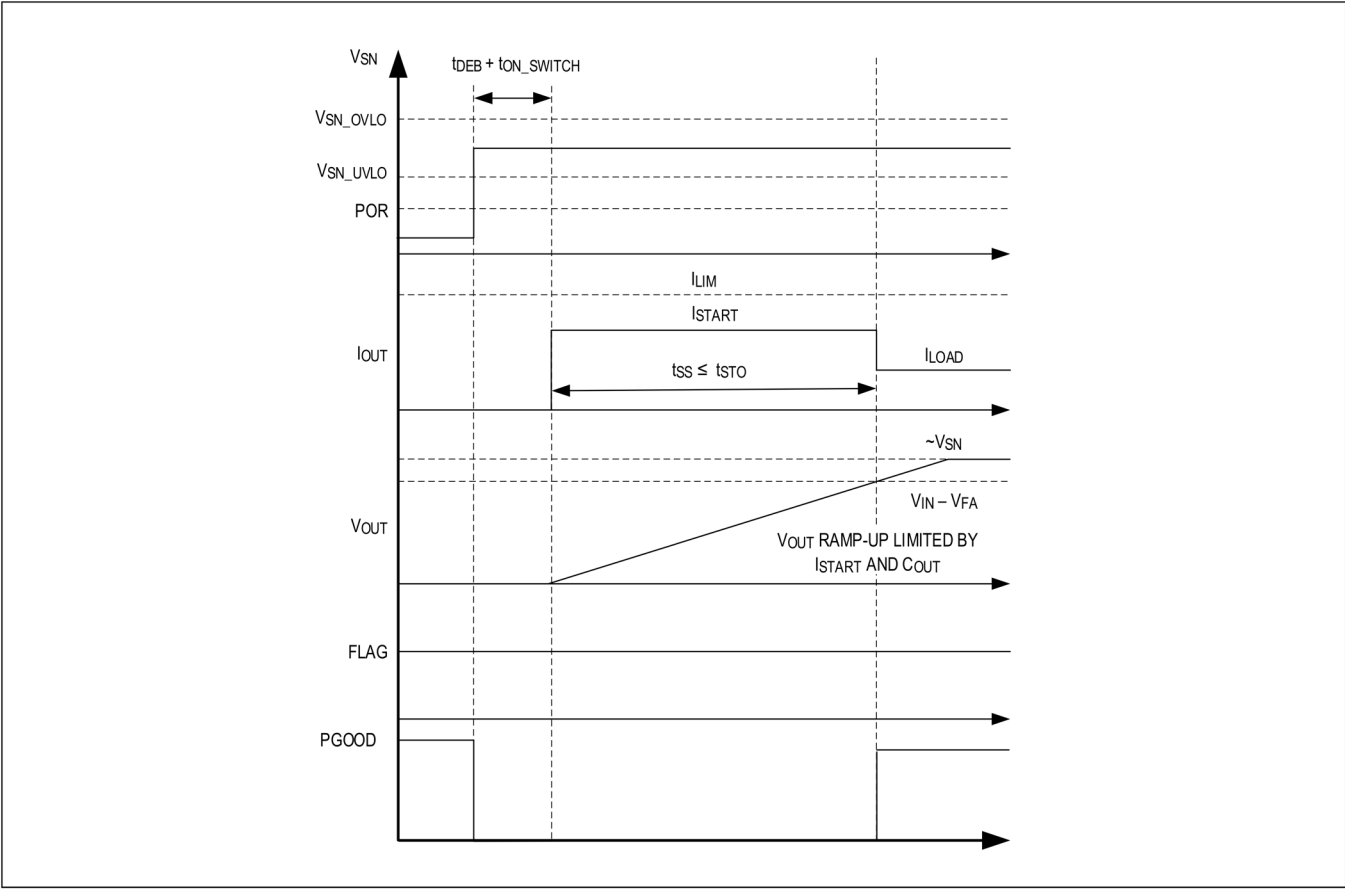 VSN
tDEB + tON_SWITCH
VSN_OVLO
VSN_UVLO
POR
ILIM
ISTART
IOUT
ILOAD
tSS ≤ tSTO
~VSN
VIN – VFA
VOUT
VOUT RAMP-UP LIMITED BY
ISTART AND COUT
FLAG
PGOOD